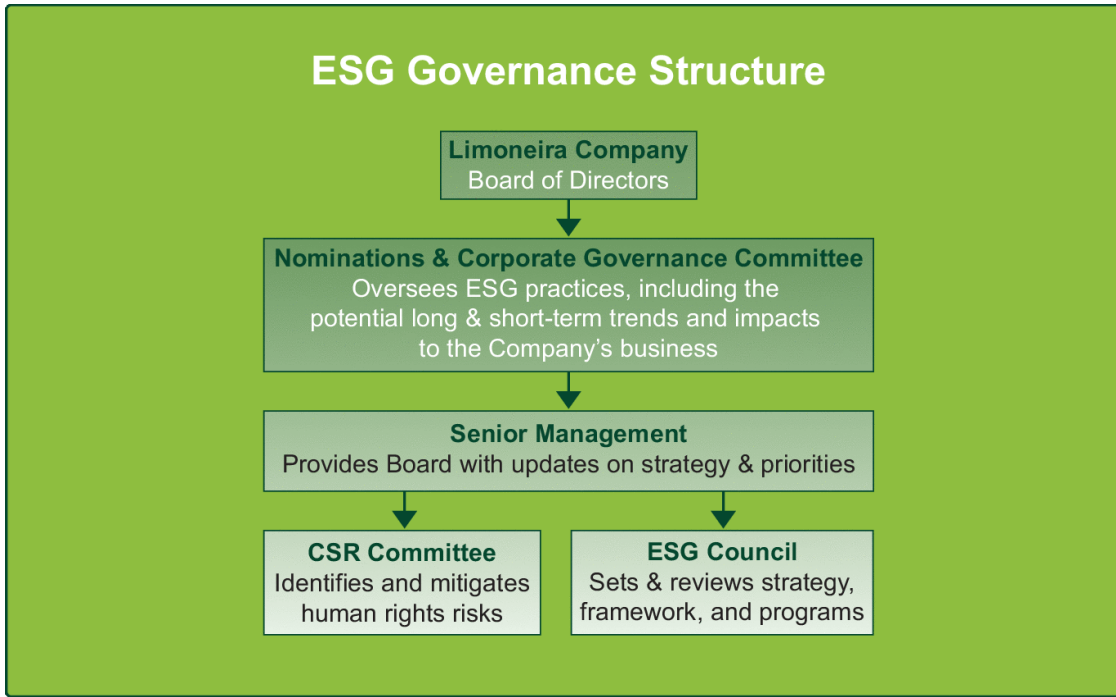 ESG Governance Structure
Limoneira Company
Board of Directors
Nominations & Corporate Governance Committee
Oversees ESG practices, including the
potential long & short-term trends and impacts
to the Company’s business
Senior Management
Provides Board with updates on strategy & priorities
CSR Committee
Identifies and mitigates
human rights risks
ESG Council
Sets & reviews strategy,
framework, and programs